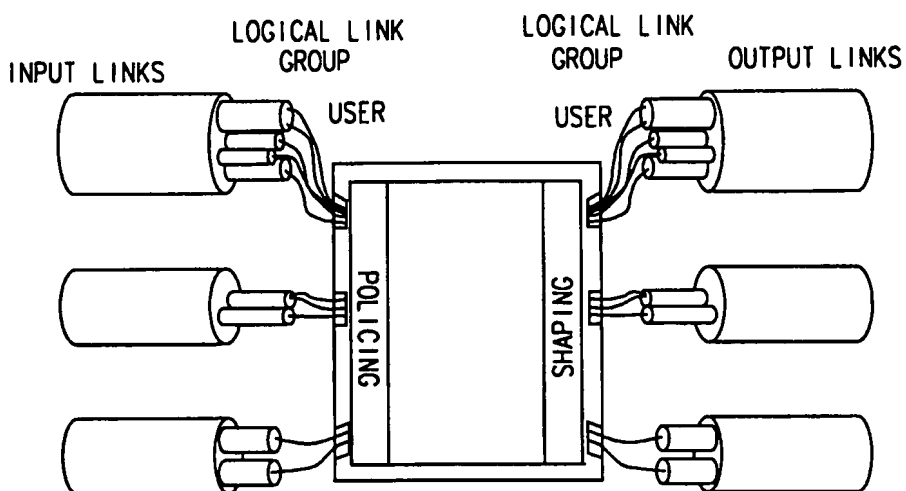 INPUT LINKS
LOGICAL LINK
GROUP
USER
LOGICAL LINK
GROUP
USER
OUTPUT LINKS
POLICING
SHAPING